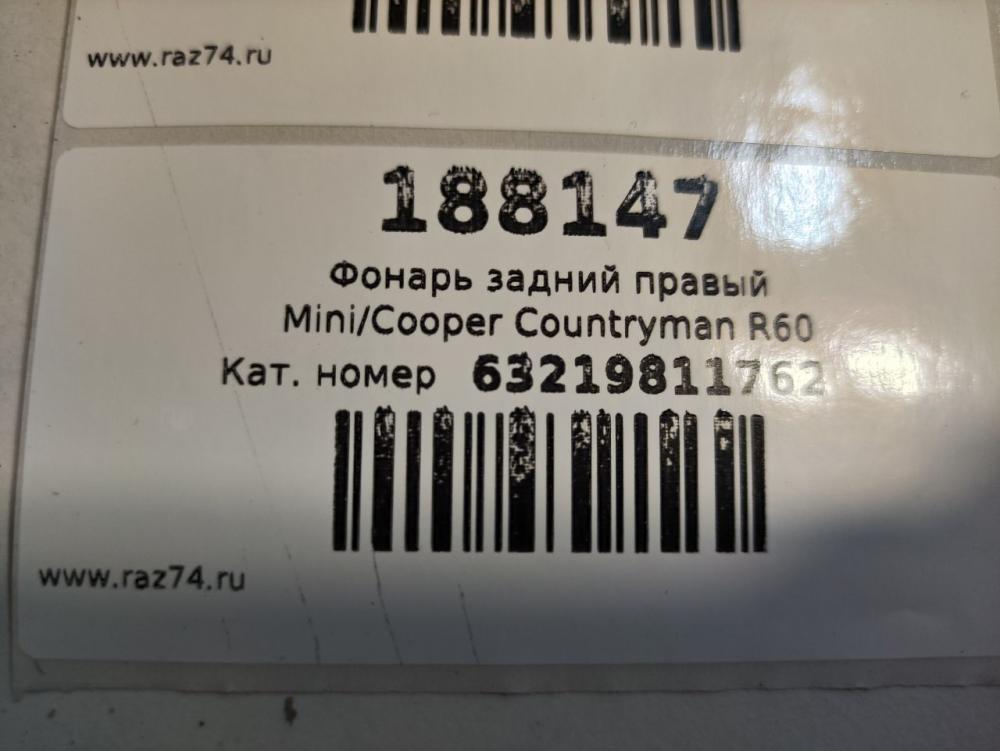 www.raz74.ru
188147
Фонарь задний правый
Mini/Cooper Countryman R60
Кат. номер 63219811762
www.raz74.ru